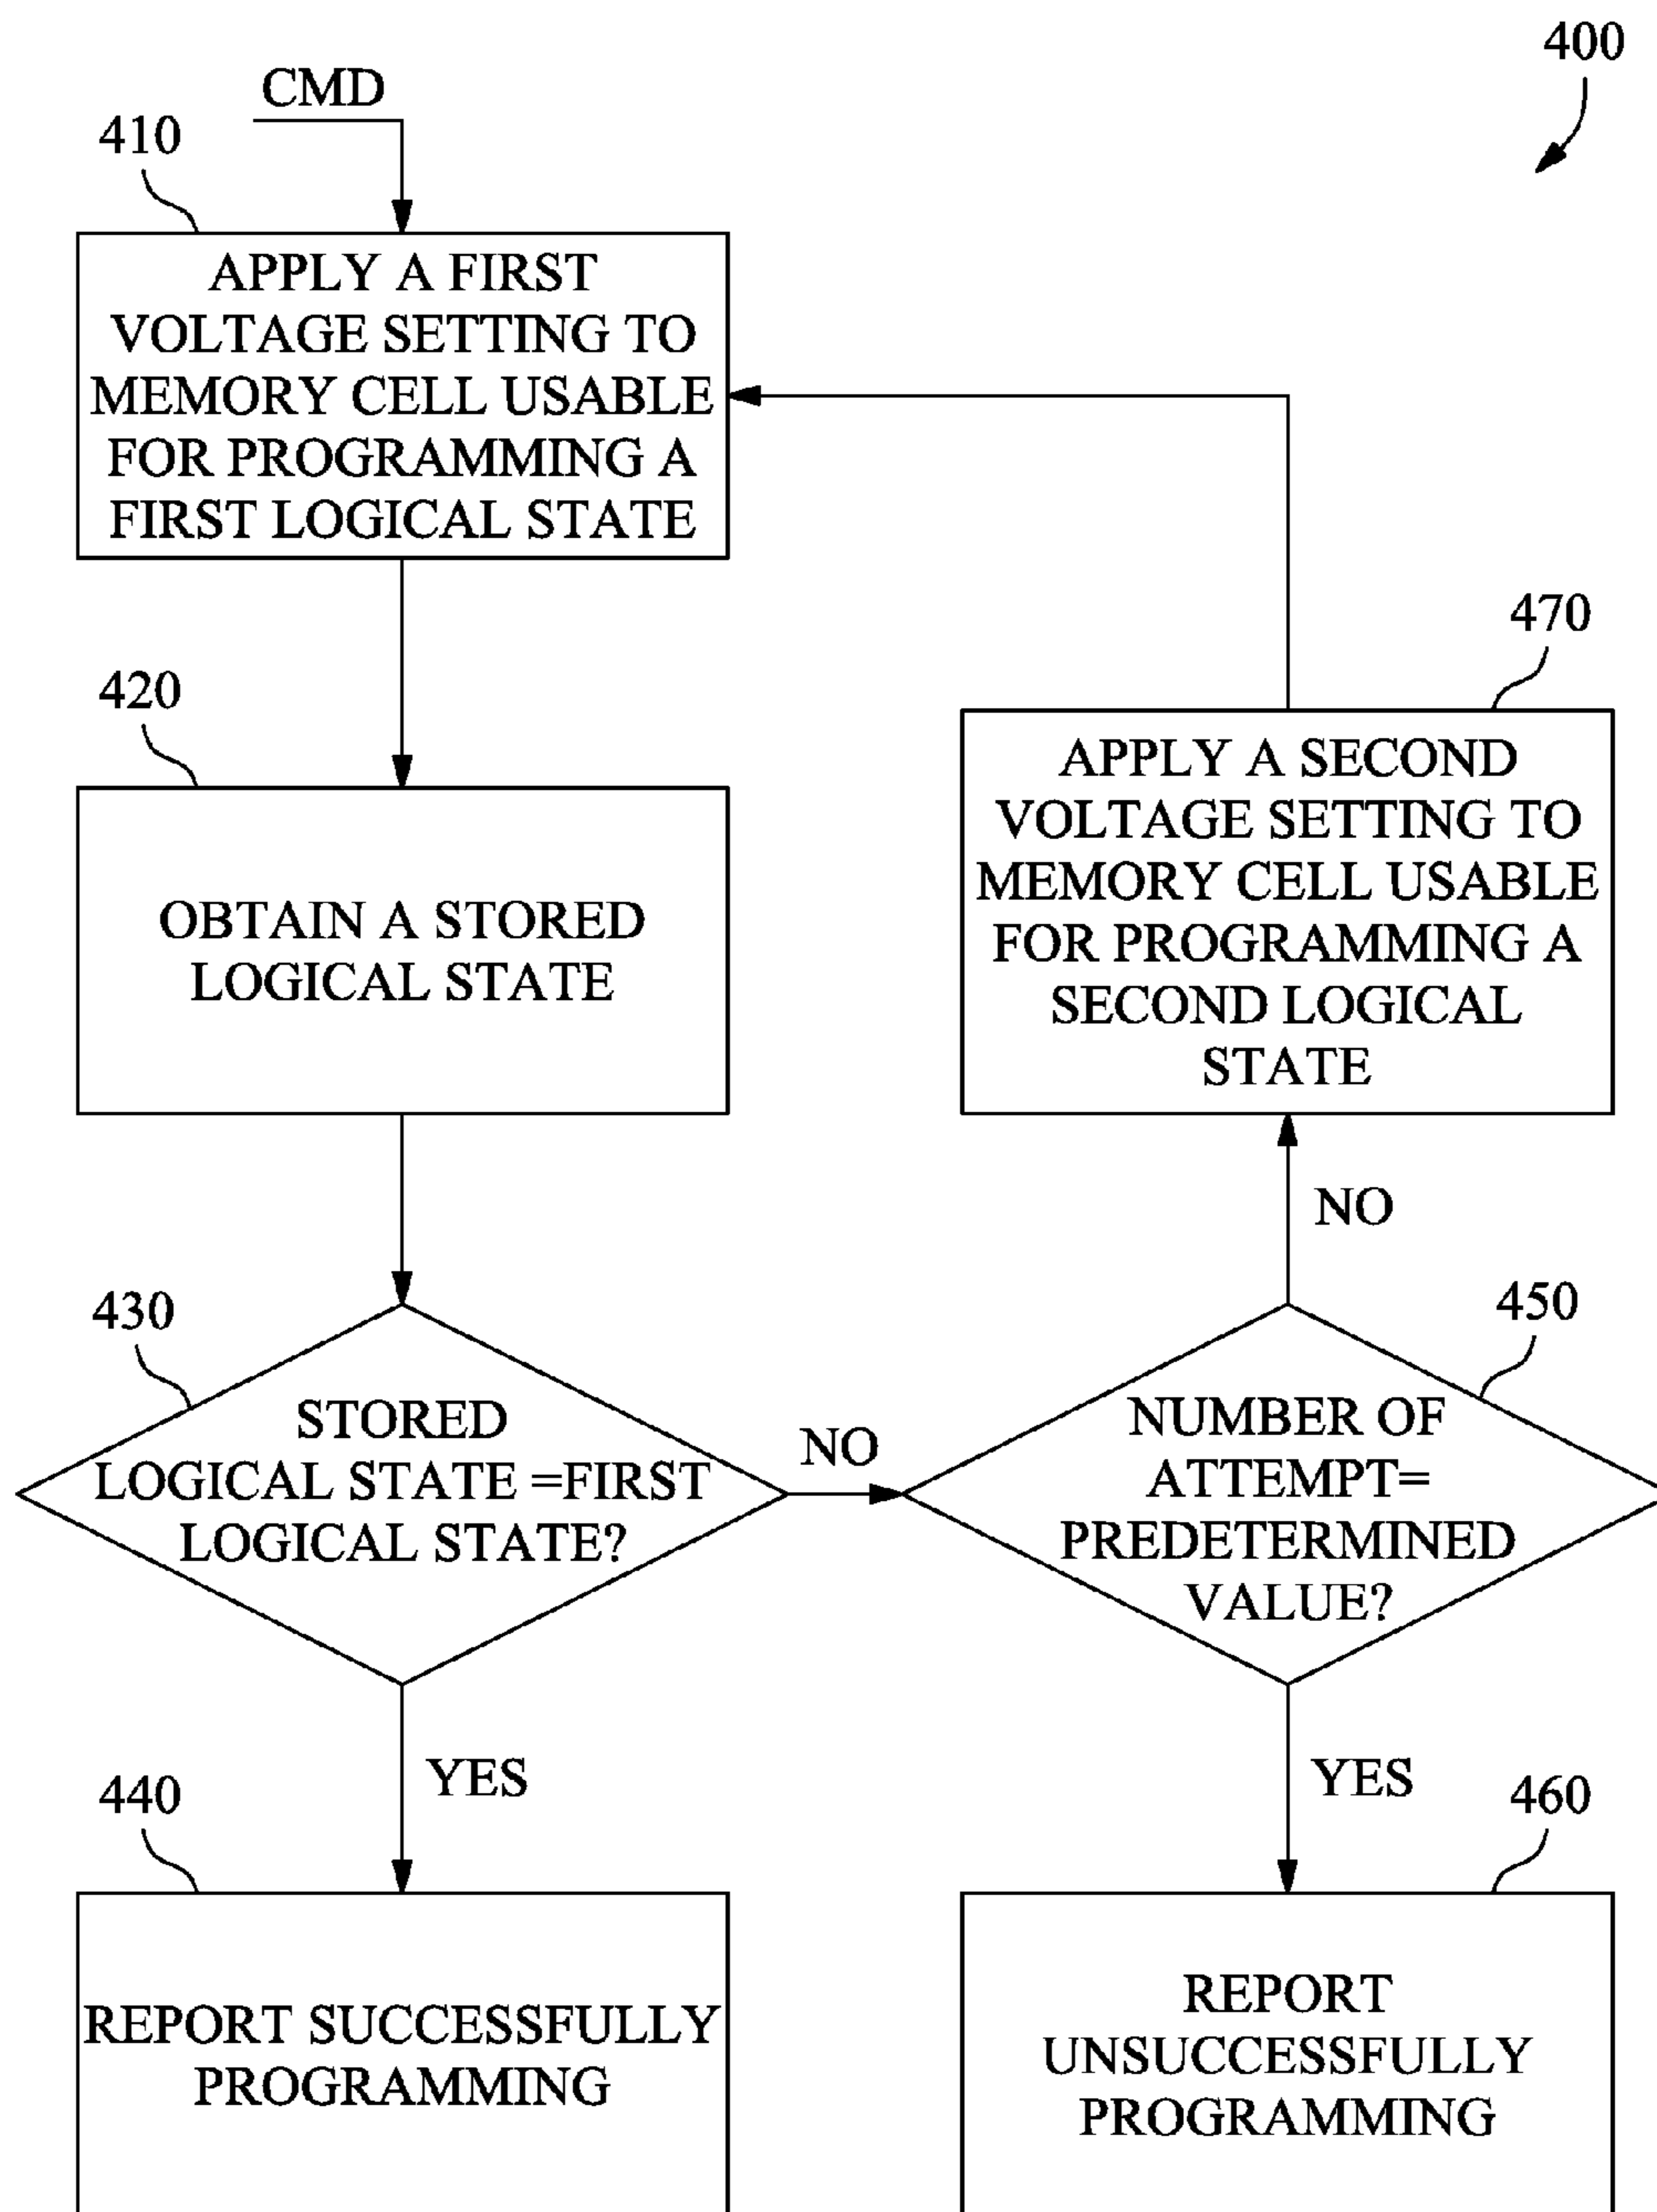 400
CMD
410
APPLY A FIRST
VOLTAGE SETTING TO
MEMORY CELL USABLE
FOR PROGRAMMING A
FIRST LOGICAL STATE
420
OBTAIN A STORED
LOGICAL STATE
470
APPLY A SECOND
VOLTAGE SETTING TO
MEMORY CELL USABLE
FOR PROGRAMMING A
SECOND LOGICAL
STATE
NO
430
STORED
LOGICAL STATE =FIRST
LOGICAL STATE?
NO
450
NUMBER OF
ATTEMPT=
PREDETERMINED
VALUE?
YES
YES
440
REPORT SUCCESSFULLY
PROGRAMMING
460
REPORT
UNSUCCESSFULLY
PROGRAMMING